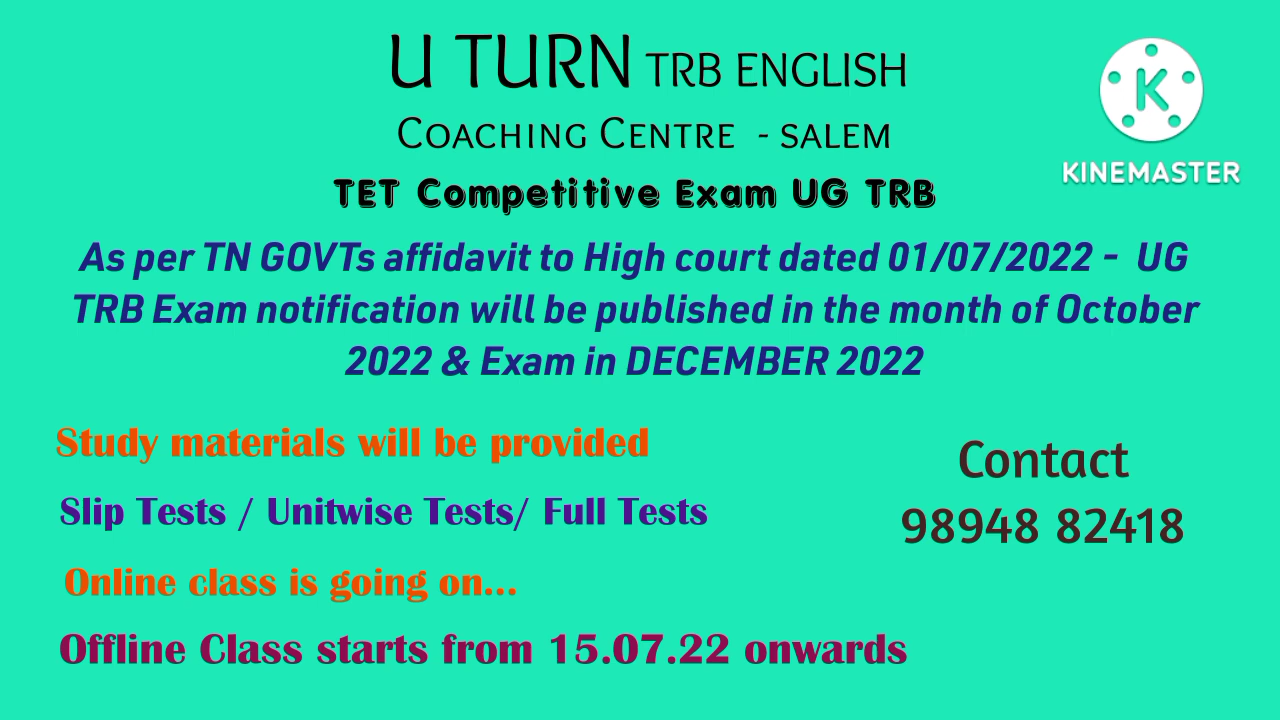 U TURN TRB ENGLISH
COACHING CENTRE - SALEM
KINEMASTER
TET Competitive Exam UG TRB
As per TN GOVTs affidavit to High court dated 01/07/2022 - UG
TRB Exam notification will be published in the month of October
2022 & Exam in DECEMBER 2022
Study materials will be provided
Slip Tests / Unitwise Tests/ Full Tests
Online class is going on...
Offline Class starts from 15.07.22 onwards
Contact
98948 82418